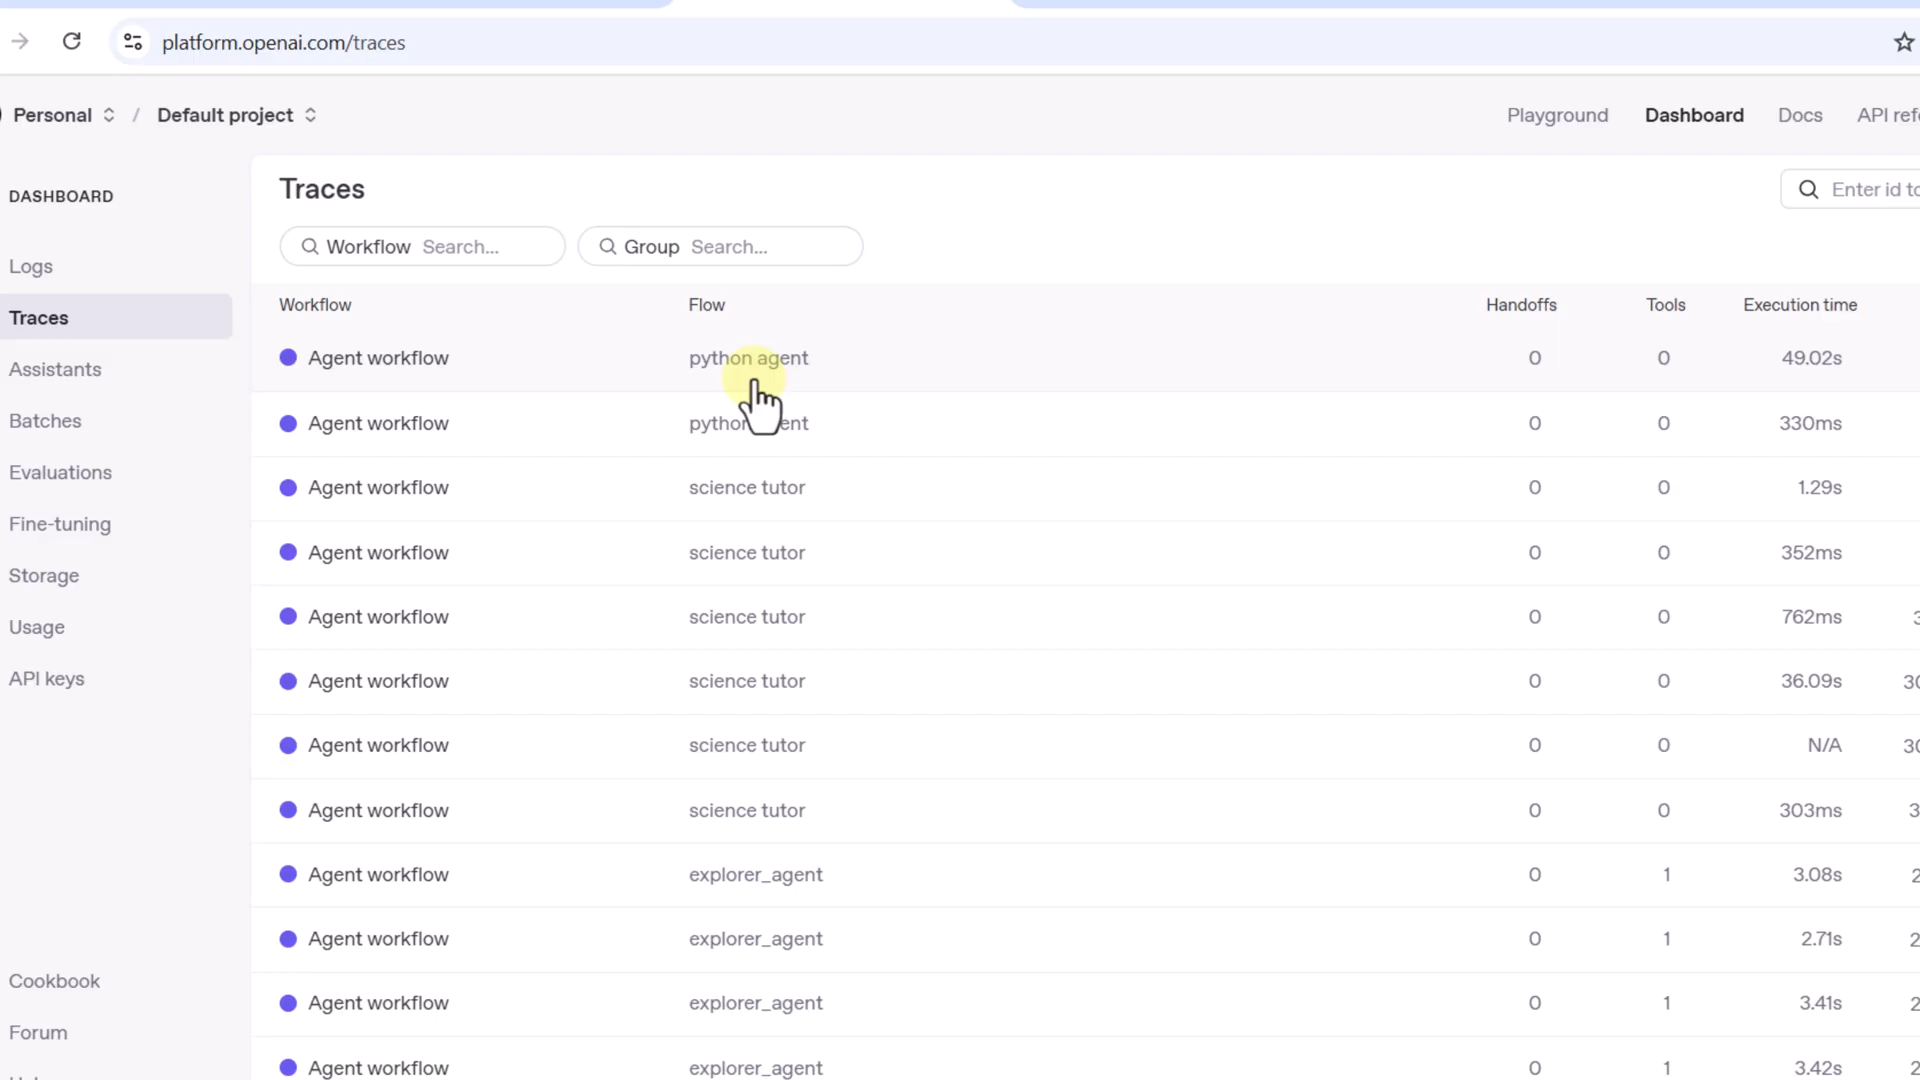 platform.openai.com/traces
Personal / Default project Playground Dashboard Docs API
DASHBOARD
Traces
Enter id
Workflow Search... Group Search...
Logs
Workflow Flow Handoffs Tools Execution time
Traces
Agent workflow python agent 0 0 49.02s
Assistants
Batches
Agent workflow 0 0 330ms
Evaluations
Agent workflow science tutor 0 0 1.29s
Fine-tuning
Agent workflow science tutor 0 0 352ms
Storage
Usage
Agent workflow science tutor 0 0 762ms
API keys
Agent workflow science tutor 0 0 36.09s
Agent workflow science tutor 0 0 N/A
Agent workflow science tutor 0 0 303ms
Agent workflow explorer_agent 0 1 3.08s
Agent workflow explorer_agent 0 1 2.71s
Cookbook
Agent workflow explorer_agent 0 1 3.41s
Forum
Agent workflow explorer_agent 0 1 3.42s